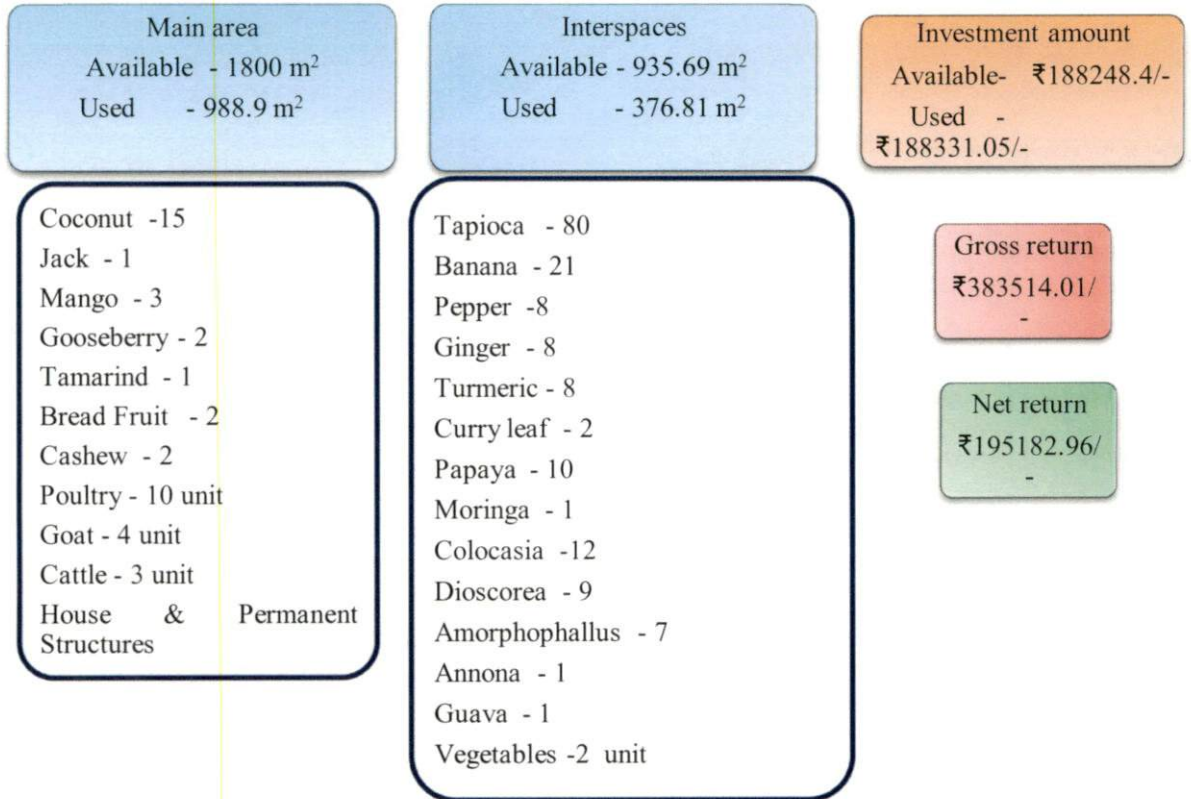 Main area
Available - 1800 m²
Used - 988.9 m²
Interspaces
Available - 935.69 m²
Used - 376.81 m²
Investment amount
Available- ₹188248.4/-
Used -
₹188331.05/-
Coconut -15
Jack - 1
Mango - 3
Gooseberry - 2
Tamarind - 1
Bread Fruit - 2
Cashew - 2
Poultry - 10 unit
Goat - 4 unit
Cattle - 3 unit
House & Permanent
Structures
Tapioca - 80
Banana - 21
Pepper -8
Ginger - 8
Turmeric - 8
Curry leaf - 2
Papaya - 10
Moringa - 1
Colocasia -12
Dioscorea - 9
Amorphophallus - 7
Annona - 1
Guava - 1
Vegetables -2 unit
Gross return
₹383514.01/
-
Net return
₹195182.96/
-